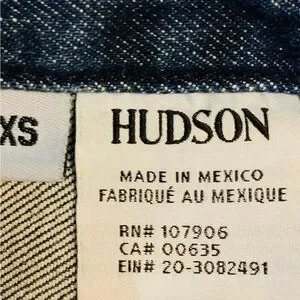 XS
HUDSON
MADE IN MEXICO
FABRIQUÉ AU MEXIQUE
RN# 107906
CA# 00635
EIN# 20-3082491